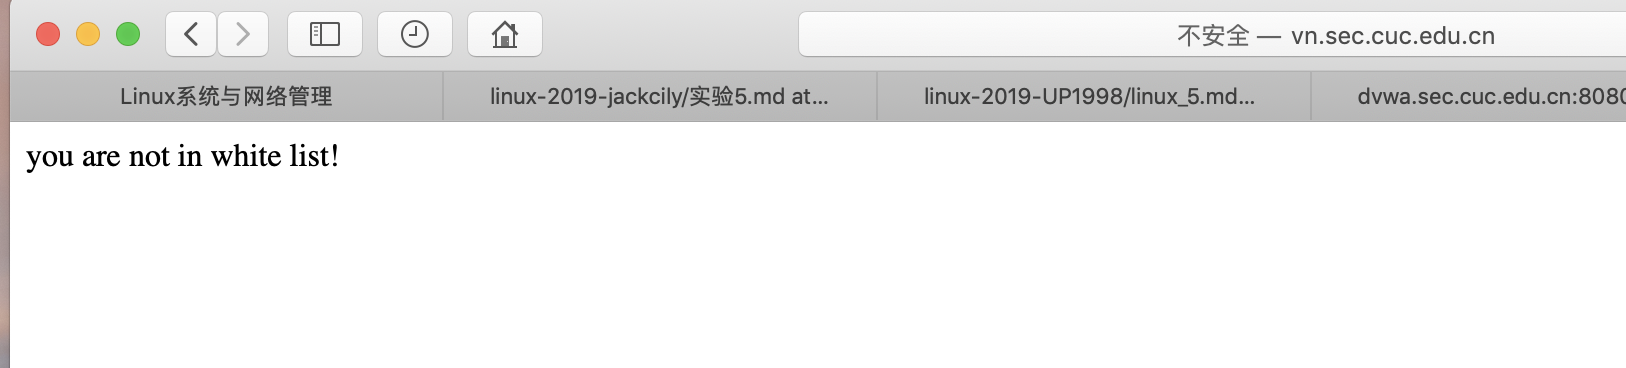 不安全 — vn.sec.cuc.edu.cn
Linux系统与网络管理
linux-2019-jackcily/实验5.md at...
linux-2019-UP1998/linux_5.md...
dvwa.sec.cuc.edu.cn:8080
you are not in white list!